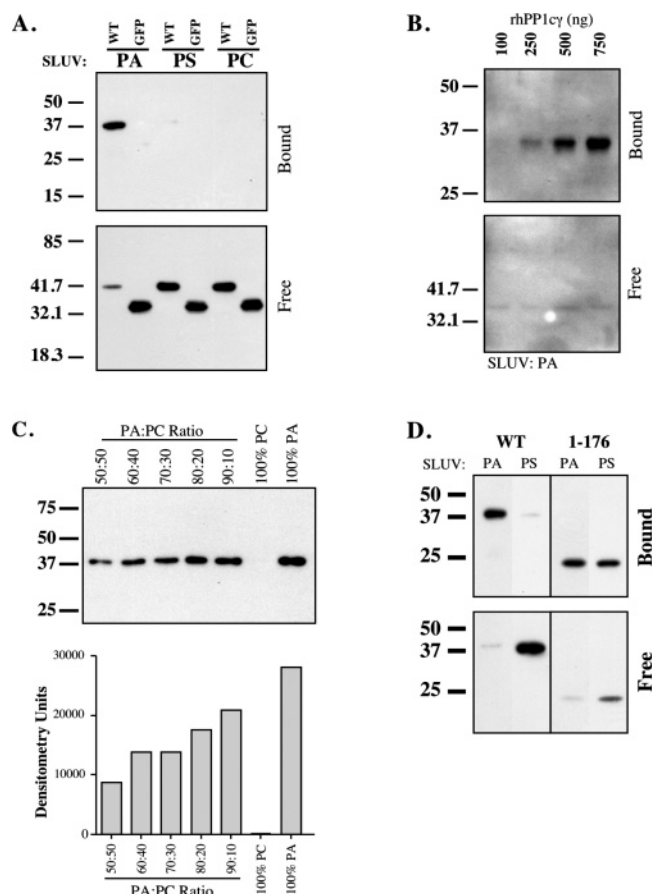 A.
WT GFP WT GFP WT GFP
SLUV: PA PS PC
50
37
25
15
Bound
85
41.7
32.1
18.3
Free
B.
rhPP1cγ (ng)
100 250 500 750
50
37
25
Bound
41.7
32.1
Free
SLUV: PA
C.
PA:PC Ratio
50:50 60:40 70:30 80:20 90:10 100% PC 100% PA
75
50
37
25
Densitometry Units
30000
20000
10000
0
50:50 60:40 70:30 80:20 90:10 100% PC 100% PA
PA:PC Ratio
D.
WT 1-176
SLUV: PA PS PA PS
50
37
25
Bound
50
37
25
Free